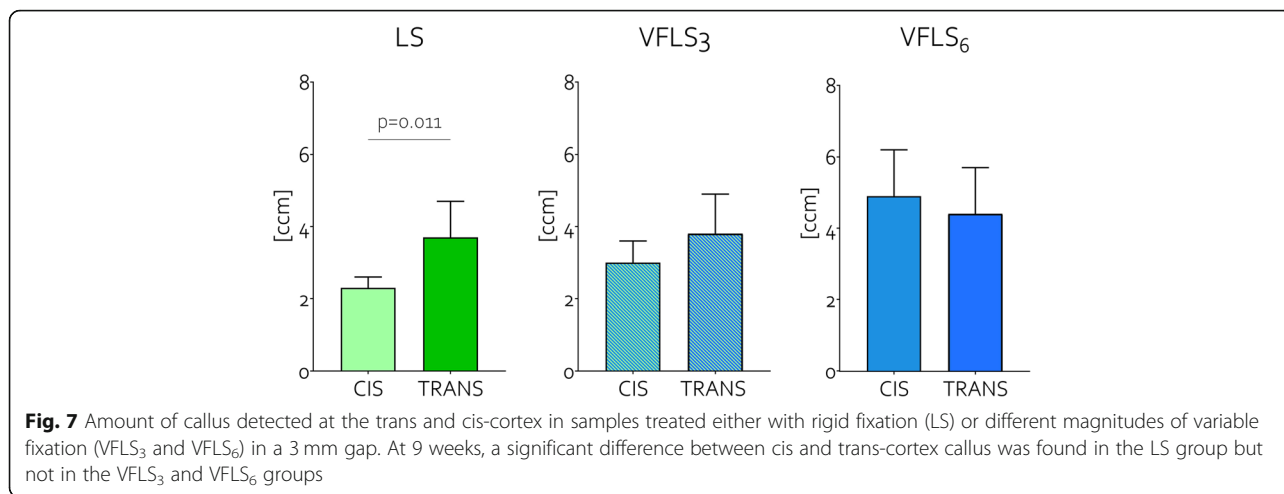 LS
VFLS₃
VFLS₆
8
6
4
2
0
[ccm]
p=0.011
CIS
TRANS
8
6
4
2
0
[ccm]
CIS
TRANS
8
6
4
2
0
[ccm]
CIS
TRANS
Fig. 7 Amount of callus detected at the trans and cis-cortex in samples treated either with rigid fixation (LS) or different magnitudes of variable
fixation (VFLS₃ and VFLS₆) in a 3 mm gap. At 9 weeks, a significant difference between cis and trans-cortex callus was found in the LS group but
not in the VFLS₃ and VFLS₆ groups